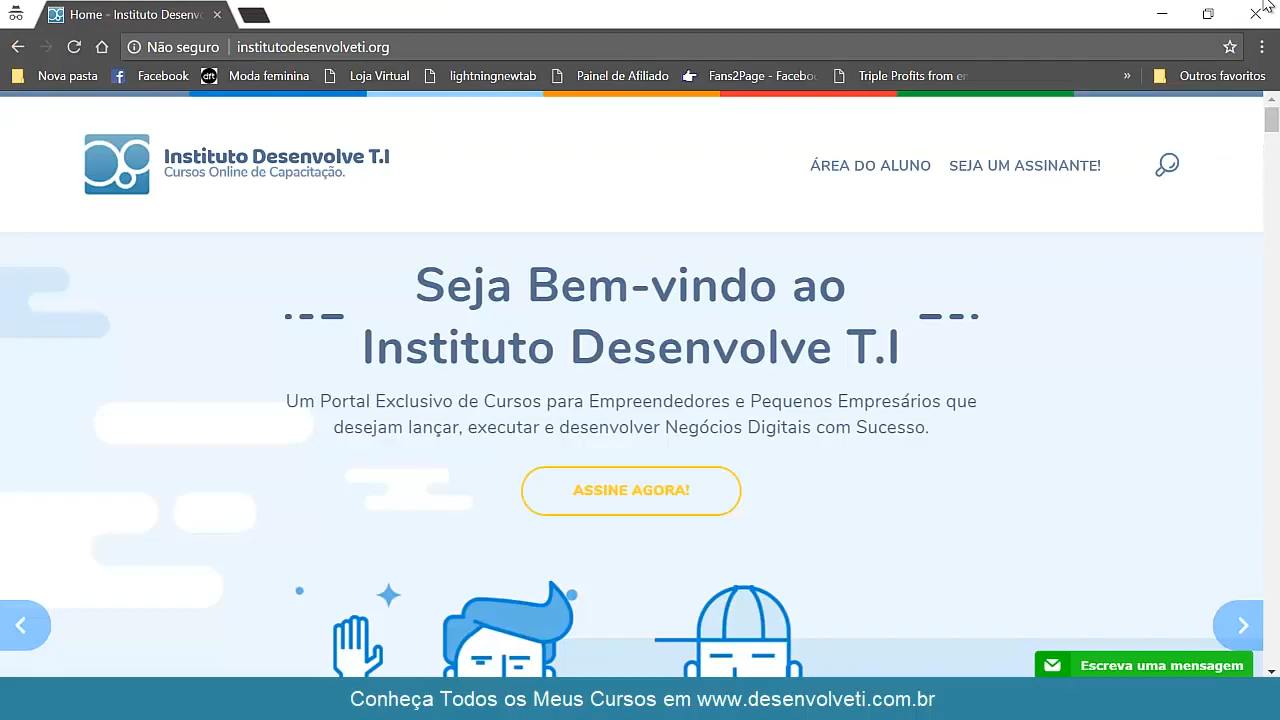 Home - Instituto Desenv
Não seguro
institutodesenvolveti.org
Nova pasta
Facebook
dft
Moda feminina
Loja Virtual
lightningnewtab
Painel de Afiliado
Fans2Page - Facebo
Triple Profits from
»
Outros favoritos
Instituto Desenvolve T.I
Cursos Online de Capacitação.
ÁREA DO ALUNO
SEJA UM ASSINANTE!
Seja Bem-vindo ao
Instituto Desenvolve T.I
Um Portal Exclusivo de Cursos para Empreendedores e Pequenos Empresários que
desejam lançar, executar e desenvolver Negócios Digitais com Sucesso.
ASSINE AGORA!
Escreva uma mensagem
Conheça Todos os Meus Cursos em www.desenvolveti.com.br